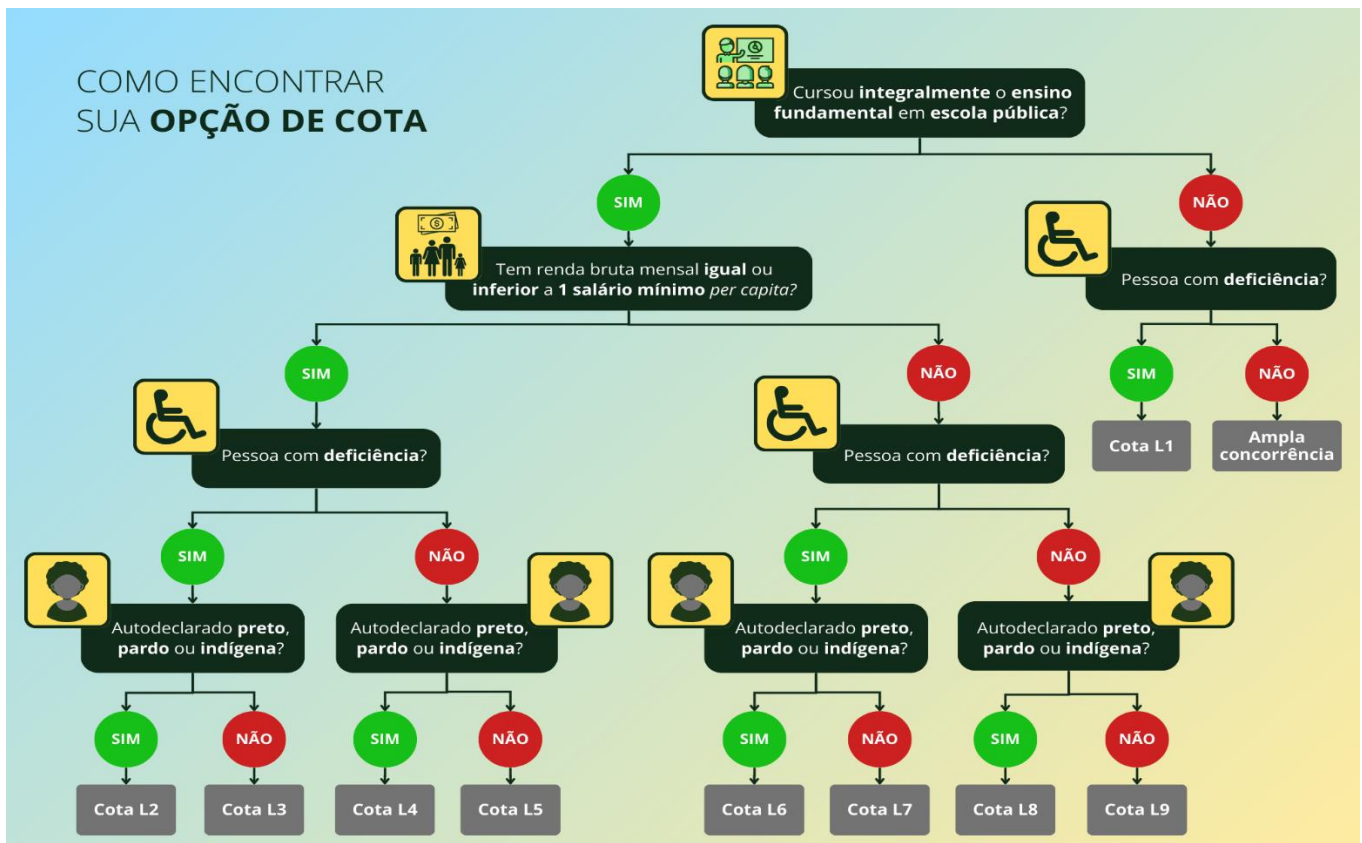 COMO ENCONTRAR
SUA OPÇÃO DE COTA
Cursou integralmente o ensino
fundamental em escola pública?
SIM
NÃO
Tem renda bruta mensal igual ou
inferior a 1 salário mínimo per capita?
Pessoa com deficiência?
SIM
NÃO
SIM
NÃO
Cota L1
Ampla
concorrência
Pessoa com deficiência?
Pessoa com deficiência?
SIM
NÃO
SIM
NÃO
Autodeclarado preto,
pardo ou indígena?
Autodeclarado preto,
pardo ou indígena?
Autodeclarado preto,
pardo ou indígena?
Autodeclarado preto,
pardo ou indígena?
SIM
NÃO
SIM
NÃO
SIM
NÃO
SIM
NÃO
Cota L2
Cota L3
Cota L4
Cota L5
Cota L6
Cota L7
Cota L8
Cota L9